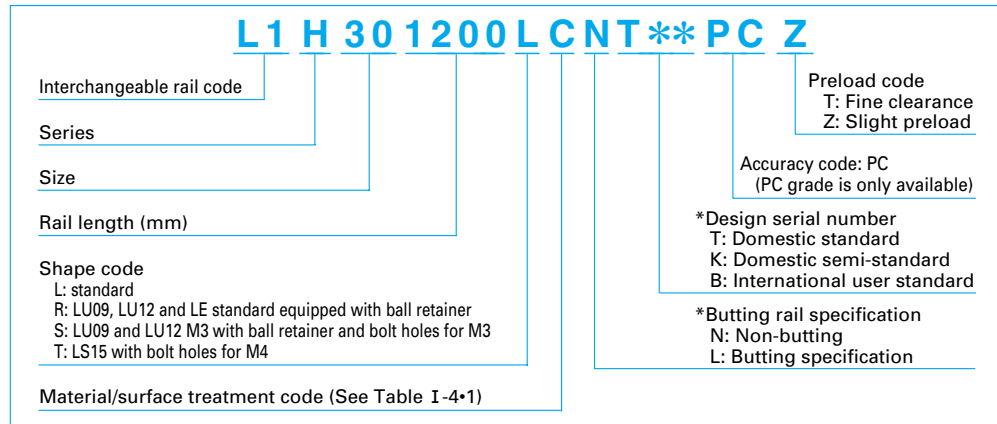 L1 H 30 1200 L C N T** PC Z
Interchangeable rail code
Series
Size
Rail length (mm)
Shape code
L: standard
R: LU09, LU12 and LE standard equipped with ball retainer
S: LU09 and LU12 M3 with ball retainer and bolt holes for M3
T: LS15 with bolt holes for M4
Material/surface treatment code (See Table I-4•1)
Preload code
T: Fine clearance
Z: Slight preload
Accuracy code: PC
(PC grade is only available)
*Design serial number
T: Domestic standard
K: Domestic semi-standard
B: International user standard
*Butting rail specification
N: Non-butting
L: Butting specification